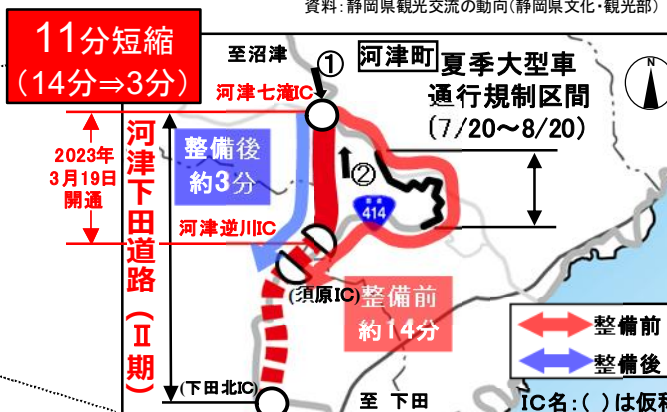 資料：静岡県観光交流の動向(静岡県文化・観光部)
11分短縮
(14分⇒3分)
至沼津
①
河津町
夏季大型車
通行規制区間
(7/20～8/20)
N
河津七滝IC
2023年
3月19日
開通
河津下田道路（Ⅱ期）
整備後
約3分
②
国道
414
河津逆川IC
(須原IC)
整備前
約14分
整備前
整備後
(下田北IC)
至 下田
IC名：( )は仮称